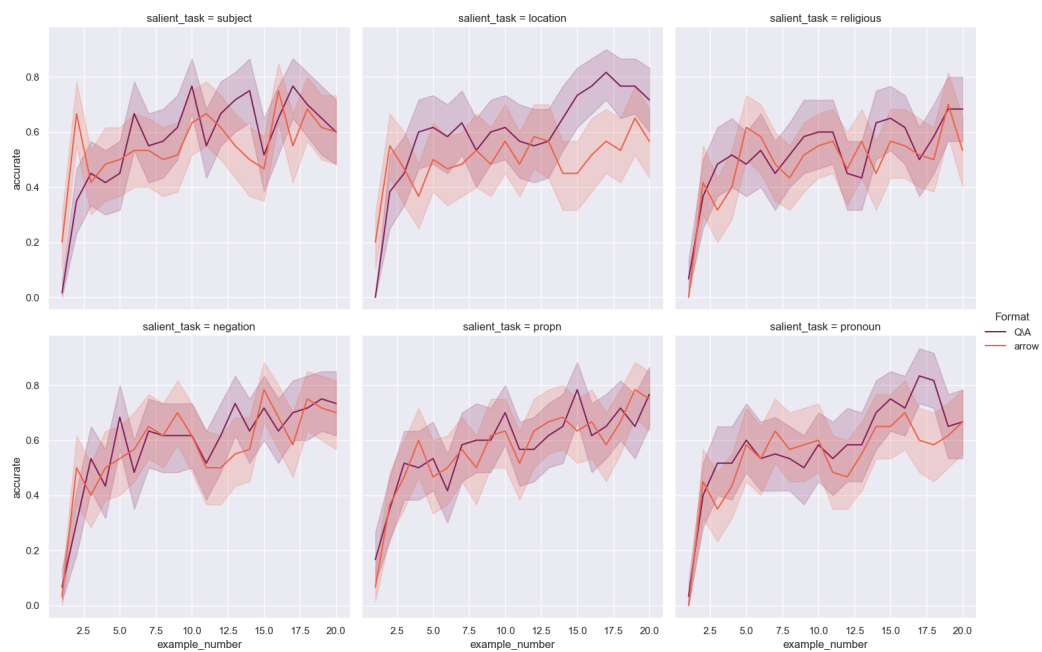 salient_task = subject
salient_task = location
salient_task = religious
accurate
0.8
0.6
0.4
0.2
0.0
salient_task = negation
salient_task = propn
salient_task = pronoun
Format
Q\A
arrow
accurate
0.8
0.6
0.4
0.2
0.0
2.5 5.0 7.5 10.0 12.5 15.0 17.5 20.0
2.5 5.0 7.5 10.0 12.5 15.0 17.5 20.0
2.5 5.0 7.5 10.0 12.5 15.0 17.5 20.0
example_number
example_number
example_number